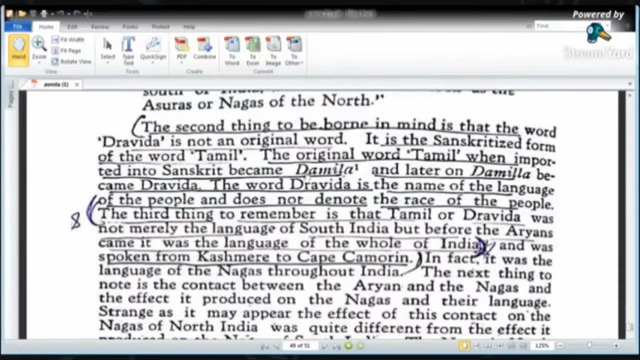 Powered by
StreamYard
avesta
File
Home
Edit
Review
Forms
Find
Hand
Zoom
Fit Width
Fit Page
Rotate View
Select
Type Text
QuickSign
PDF
Combine
To Word
To Excel
To Image
To Other
avesta (1)
Pages
Asuras or Nagas of the North."
The second thing to be borne in mind is that the word
'Dravida' is not an original word. It is the Sanskritized form
of the word 'Tamil'. The original word 'Tamil' when impor-
ted into Sanskrit became Damila¹ and later on Damilla be-
came Dravida. The word Dravida is the name of the language
of the people and does not denote the race of the people.
8 The third thing to remember is that Tamil or Dravida was
not merely the language of South India but before the Aryans
came it was the language of the whole of India and was
spoken from Kashmere to Cape Camorin. In fact, it was the
language of the Nagas throughout India. The next thing to
note is the contact between the Aryan and the Nagas and
the effect it produced on the Nagas and their language.
Strange as it may appear the effect of this contact on the
Nagas of North India was quite different from the effect it
49 of 51
125%